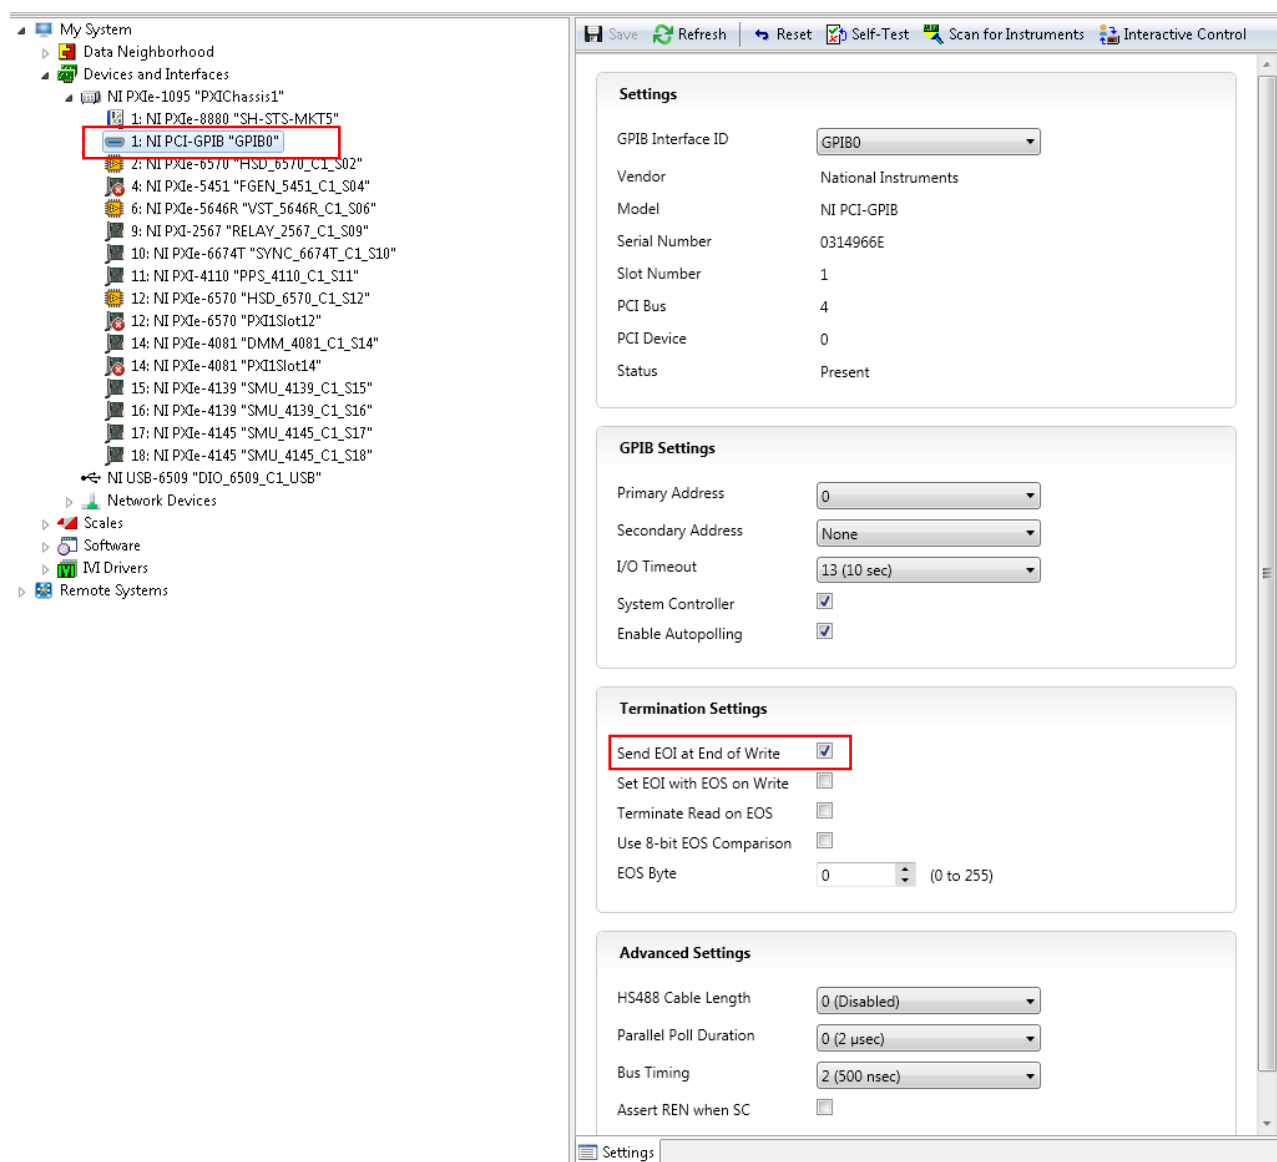 My System
Data Neighborhood
Devices and Interfaces
NI PXIe-1095 "PXIChassis1"
1: NI PXIe-8880 "SH-STS-MKT5"
1: NI PCI-GPIB "GPIB0"
2: NI PXIe-6570 "HSD_6570_C1_S02"
4: NI PXIe-5451 "FGEN_5451_C1_S04"
6: NI PXIe-5646R "VST_5646R_C1_S06"
9: NI PXI-2567 "RELAY_2567_C1_S09"
10: NI PXIe-6674T "SYNC_6674T_C1_S10"
11: NI PXI-4110 "PPS_4110_C1_S11"
12: NI PXIe-6570 "HSD_6570_C1_S12"
12: NI PXIe-6570 "PXI1Slot12"
14: NI PXIe-4081 "DMM_4081_C1_S14"
14: NI PXIe-4081 "PXI1Slot14"
15: NI PXIe-4139 "SMU_4139_C1_S15"
16: NI PXIe-4139 "SMU_4139_C1_S16"
17: NI PXIe-4145 "SMU_4145_C1_S17"
18: NI PXIe-4145 "SMU_4145_C1_S18"
NI USB-6509 "DIO_6509_C1_USB"
Network Devices
Scales
Software
IVI Drivers
Remote Systems
Save Refresh Reset Self-Test Scan for Instruments Interactive Control
Settings
GPIB Interface ID GPIB0
Vendor National Instruments
Model NI PCI-GPIB
Serial Number 0314966E
Slot Number 1
PCI Bus 4
PCI Device 0
Status Present
GPIB Settings
Primary Address 0
Secondary Address None
I/O Timeout 13 (10 sec)
System Controller
Enable Autopolling
Termination Settings
Send EOI at End of Write
Set EOI with EOS on Write
Terminate Read on EOS
Use 8-bit EOS Comparison
EOS Byte 0 (0 to 255)
Advanced Settings
HS488 Cable Length 0 (Disabled)
Parallel Poll Duration 0 (2 µsec)
Bus Timing 2 (500 nsec)
Assert REN when SC
Settings